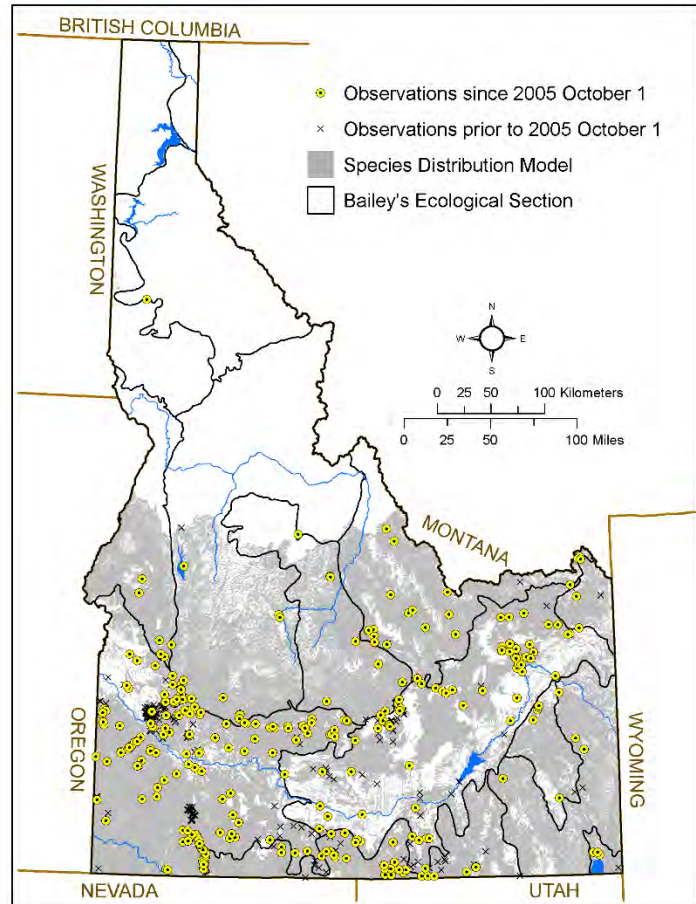 BRITISH COLUMBIA
Observations since 2005 October 1
Observations prior to 2005 October 1
Species Distribution Model
Bailey's Ecological Section
WASHINGTON
N
W E
S
0 25 50 100 Kilometers
0 25 50 100 Miles
MONTANA
OREGON
WYOMING
NEVADA
UTAH